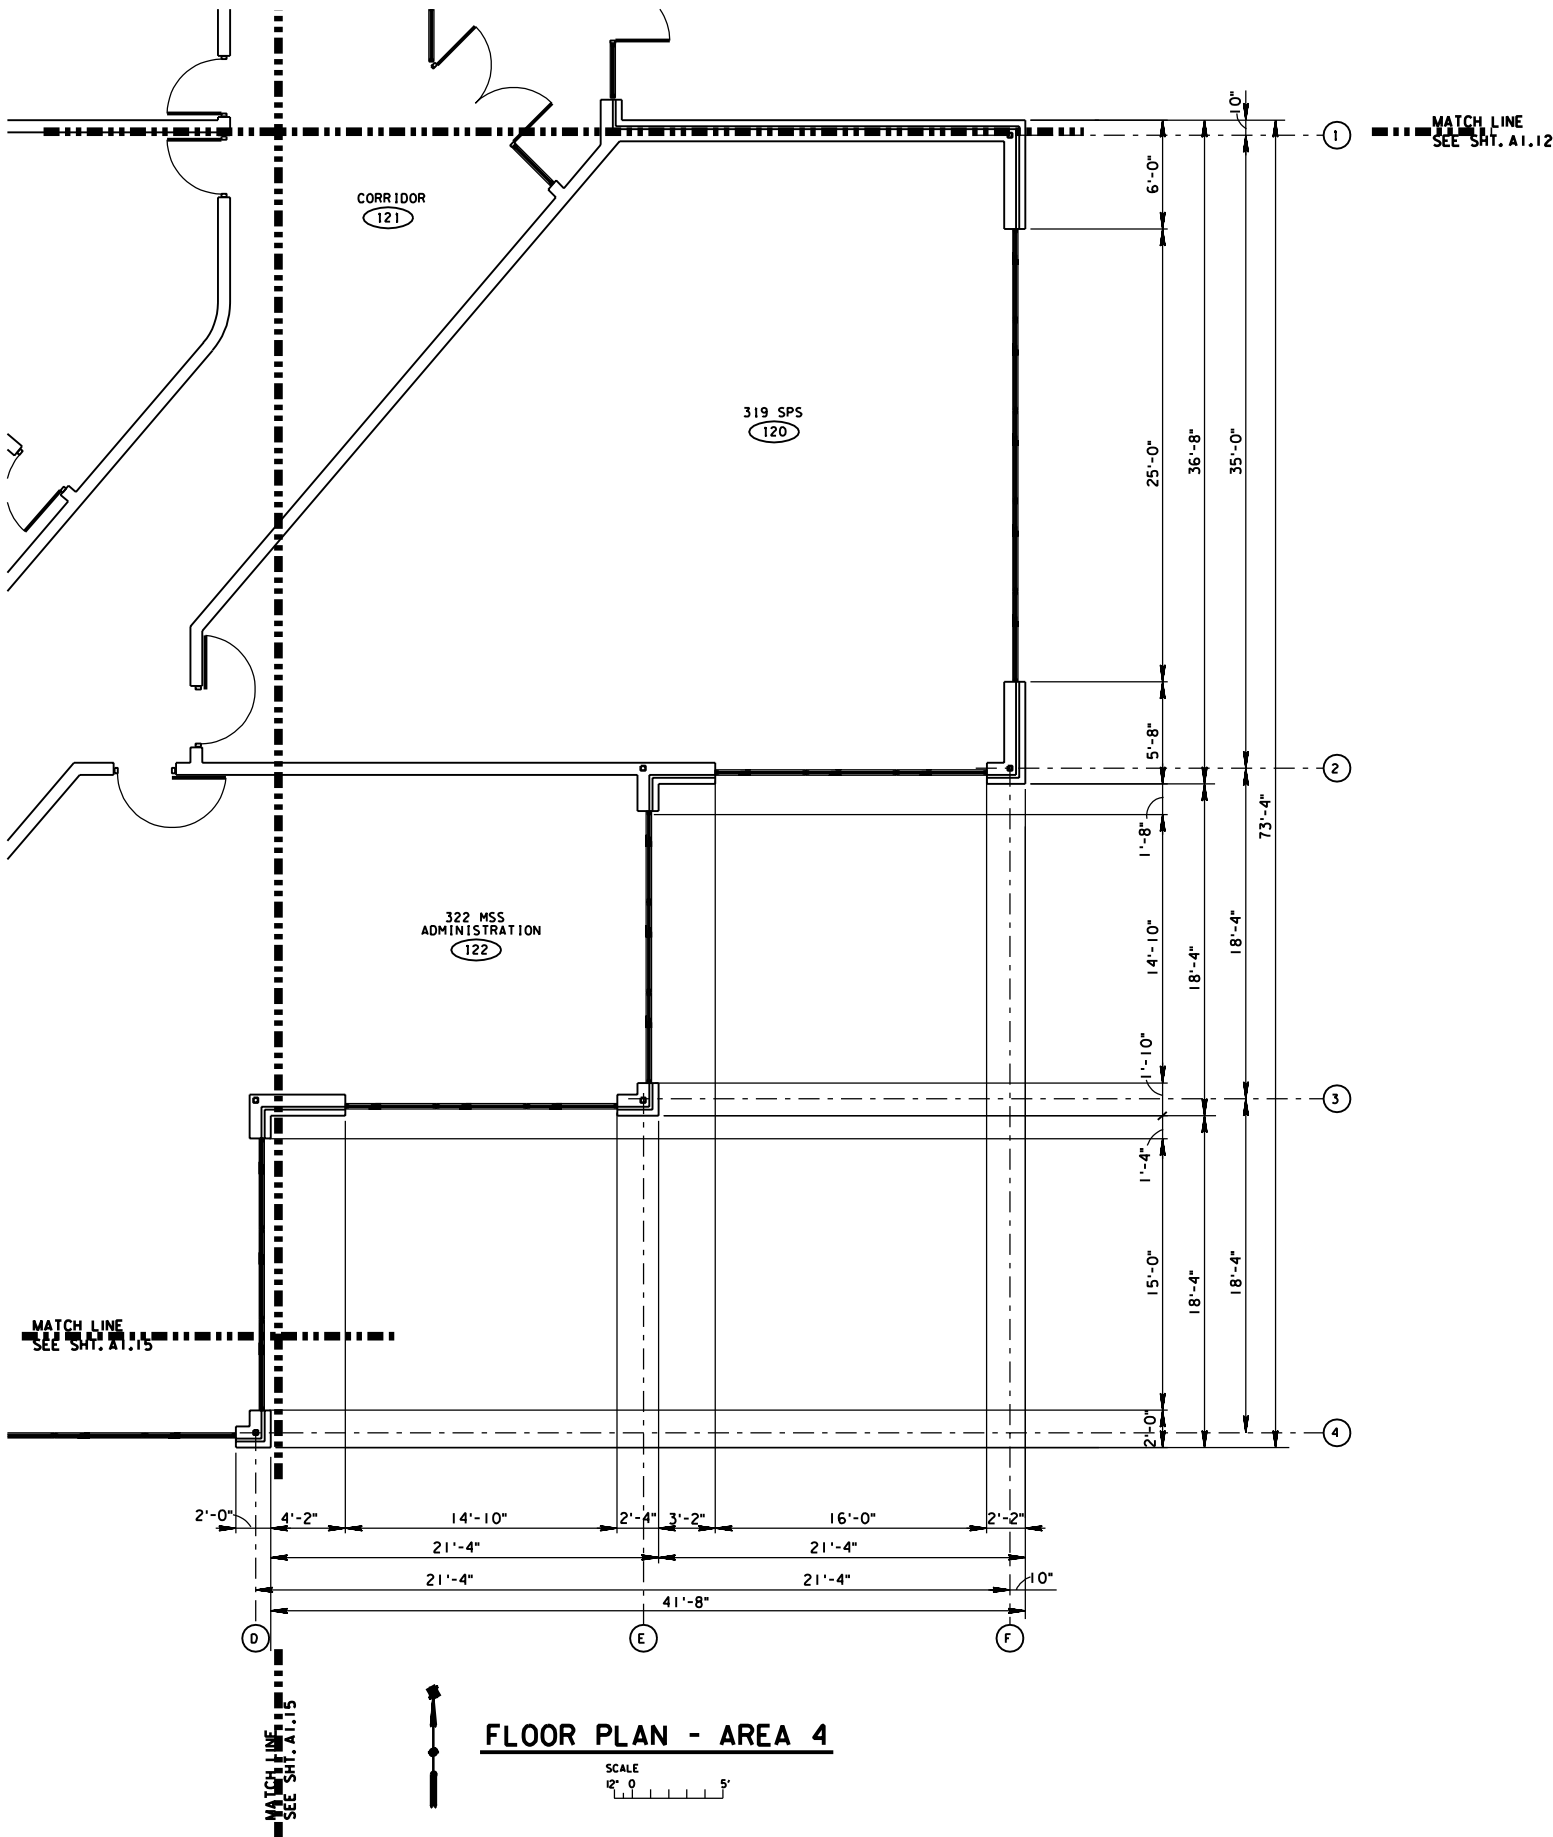 10"
1
MATCH LINE
SEE SHT. A1.12
6'-0"
CORRIDOR
121
319 SPS
120
25'-0"
36'-8"
35'-0"
5'-8"
2
73'-4"
1'-8"
322 MSS
ADMINISTRATION
122
14'-10"
18'-4"
18'-4"
1'-10"
3
1'-4"
15'-0"
18'-4"
18'-4"
MATCH LINE
SEE SHT. A1.15
2'-0"
4
2'-0"
4'-2"
14'-10"
2'-4"
3'-2"
16'-0"
2'-2"
21'-4"
21'-4"
21'-4"
21'-4"
10"
41'-8"
D
E
F
MATCH LINE
SEE SHT. A1.15
FLOOR PLAN - AREA 4
SCALE
12" 0 5'